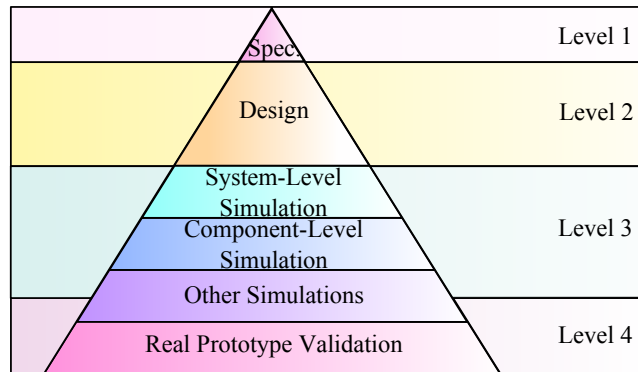 Spec.
Level 1
Design
Level 2
System-Level
Simulation
Component-Level
Simulation
Level 3
Other Simulations
Real Prototype Validation
Level 4